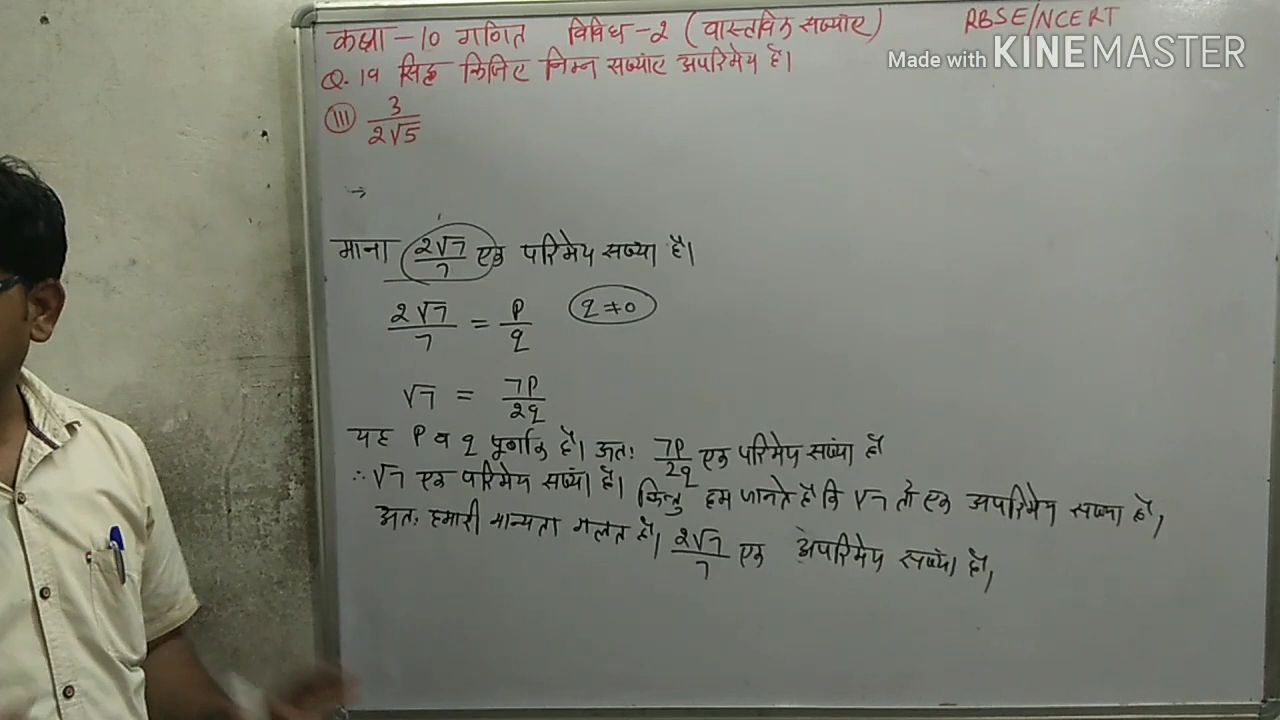 कक्षा -10 गणित विविध-2 (वास्तविक सख्याएं) RBSE/NCERT
Made with KINEMASTER
Q. 19 सिद्ध किजिए निम्न सख्याएं अपरिमेय है।
(III) 3/2√5
→
माना 2√7/7 एक परिमेय सख्या है।
2√7/7 = P/q q≠0
√7 = 7P/2q
यह P व q पूर्णांक है। अतः 7P/2q एक परिमेय सख्यां है
∴ √7 एक परिमेय सख्यां है। किन्तु हम जानते है कि √7 तो एक अपरिमेय सख्या है,
अतः हमारी मान्यता गलत है, 2√7/7 एक अपरिमेय सख्यां है,